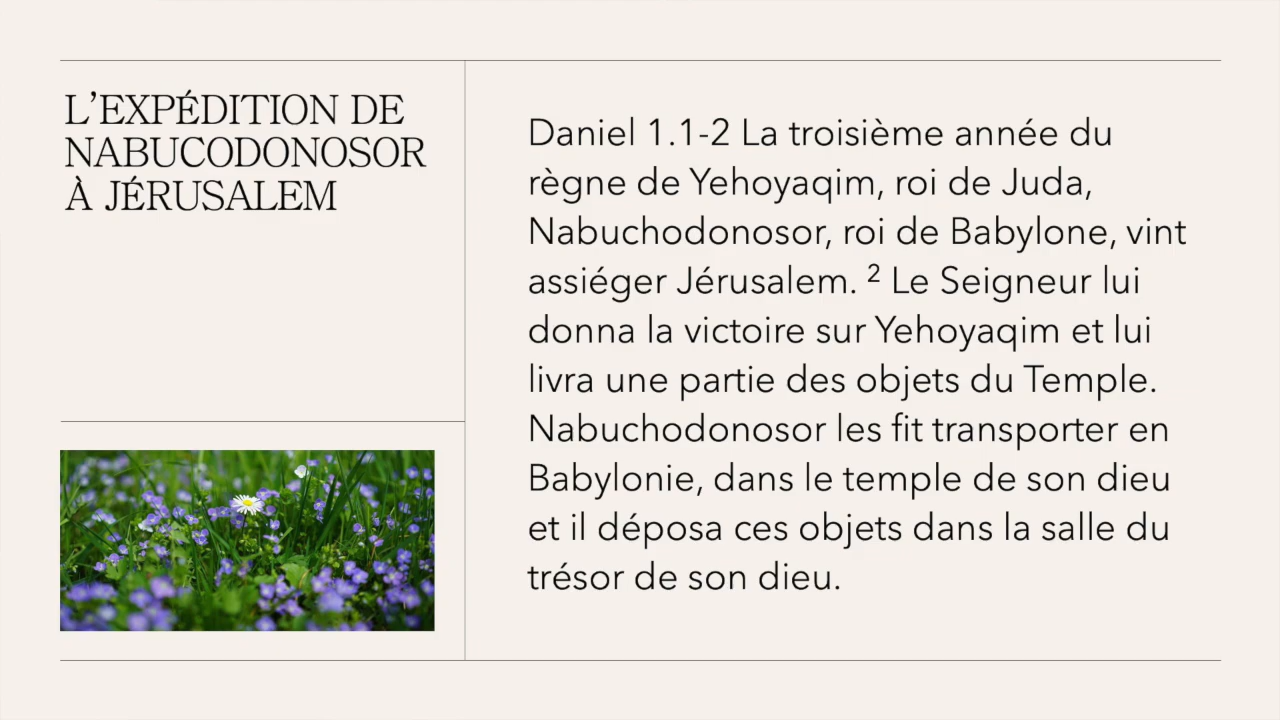 L’EXPÉDITION DE
NABUCODONOSOR
À JÉRUSALEM
Daniel 1.1-2 La troisième année du
règne de Yehoyaqim, roi de Juda,
Nabuchodonosor, roi de Babylone, vint
assiéger Jérusalem. ² Le Seigneur lui
donna la victoire sur Yehoyaqim et lui
livra une partie des objets du Temple.
Nabuchodonosor les fit transporter en
Babylonie, dans le temple de son dieu
et il déposa ces objets dans la salle du
trésor de son dieu.